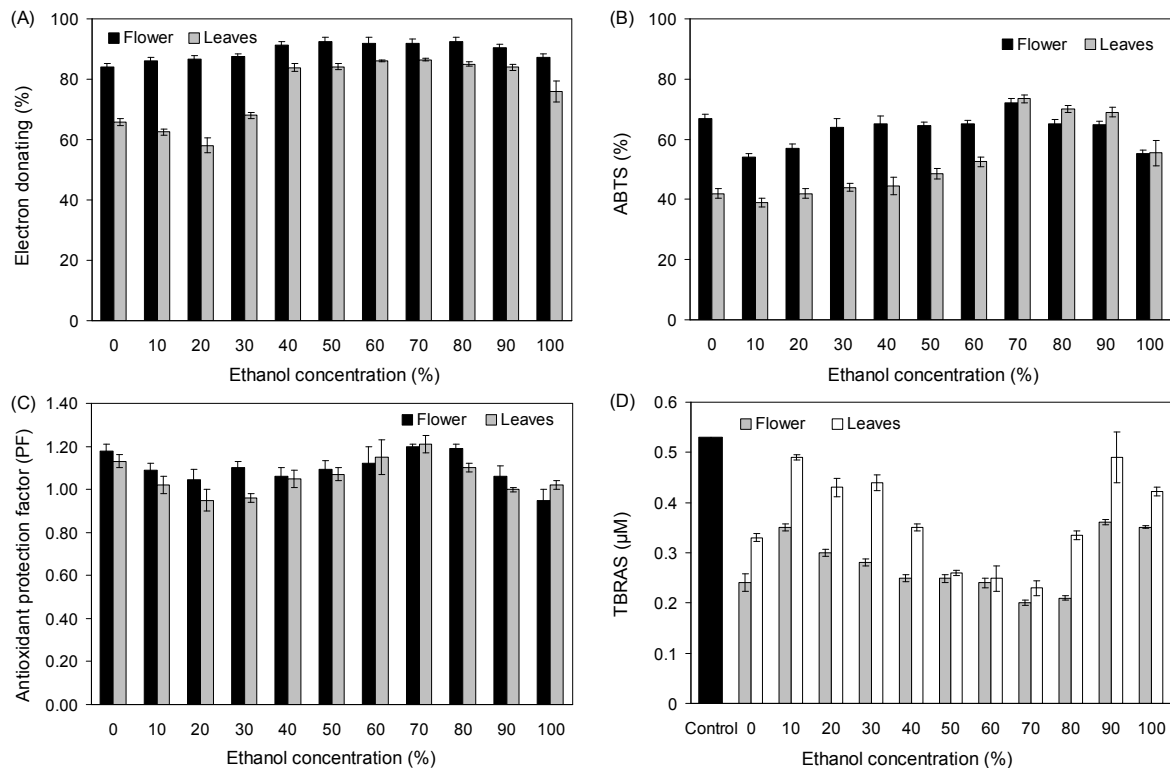 (A)
Flower Leaves
Electron donating (%)
100
80
60
40
20
0
0 10 20 30 40 50 60 70 80 90 100
Ethanol concentration (%)
(B)
Flower Leaves
ABTS (%)
100
80
60
40
20
0
0 10 20 30 40 50 60 70 80 90 100
Ethanol concentration (%)
(C)
Flower Leaves
Antioxidant protection factor (PF)
1.40
1.20
1.00
0.80
0.60
0.40
0.20
0.00
0 10 20 30 40 50 60 70 80 90 100
Ethanol concentration (%)
(D)
Flower Leaves
TBRAS (μM)
0.6
0.5
0.4
0.3
0.2
0.1
0
Control 0 10 20 30 40 50 60 70 80 90 100
Ethanol concentration (%)